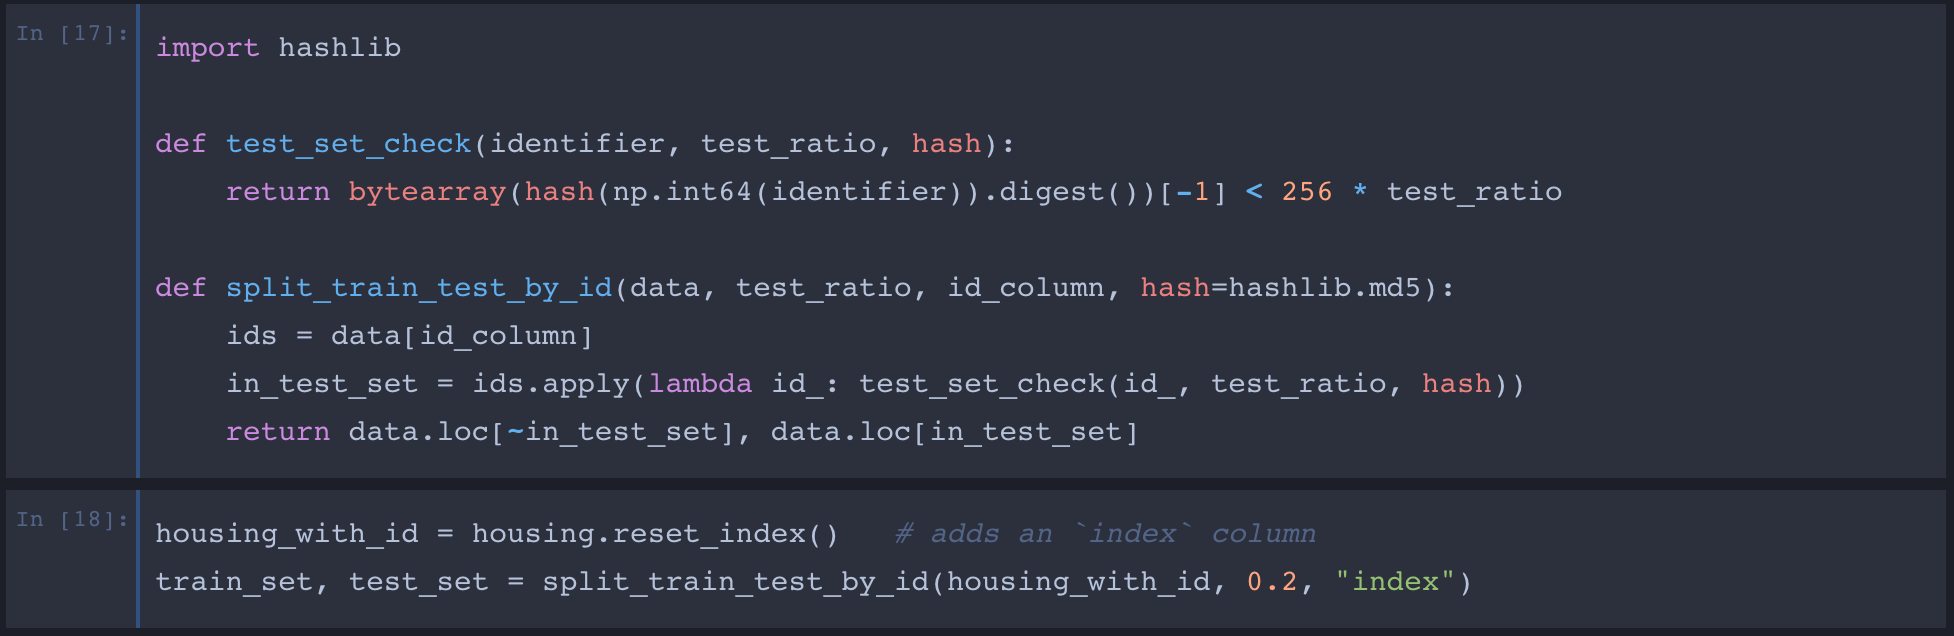 In [17]:
import hashlib
def test_set_check(identifier, test_ratio, hash):
    return bytearray(hash(np.int64(identifier)).digest())[-1] < 256 * test_ratio
def split_train_test_by_id(data, test_ratio, id_column, hash=hashlib.md5):
    ids = data[id_column]
    in_test_set = ids.apply(lambda id_: test_set_check(id_, test_ratio, hash))
    return data.loc[~in_test_set], data.loc[in_test_set]
In [18]:
housing_with_id = housing.reset_index()   # adds an `index` column
train_set, test_set = split_train_test_by_id(housing_with_id, 0.2, "index")